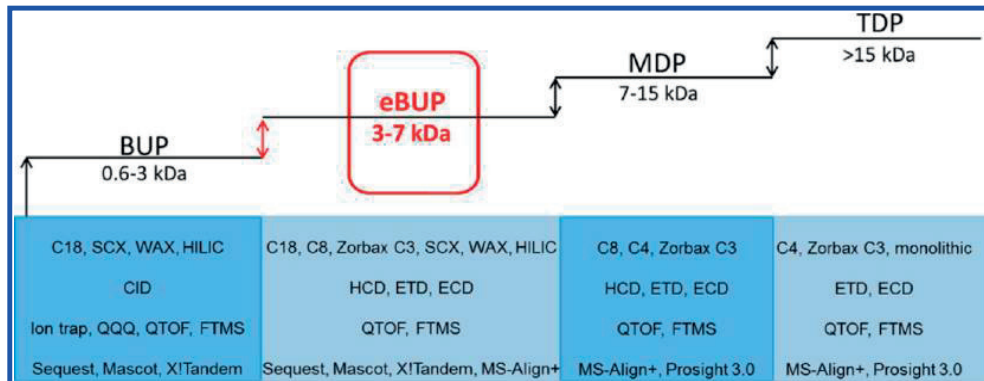 BUP
0.6-3 kDa
eBUP
3-7 kDa
MDP
7-15 kDa
TDP
>15 kDa
C18, SCX, WAX, HILIC
CID
Ion trap, QQQ, QTOF, FTMS
Sequest, Mascot, X!Tandem
C18, C8, Zorbax C3, SCX, WAX, HILIC
HCD, ETD, ECD
QTOF, FTMS
Sequest, Mascot, X!Tandem, MS-Align+
C8, C4, Zorbax C3
HCD, ETD, ECD
QTOF, FTMS
MS-Align+, Prosight 3.0
C4, Zorbax C3, monolithic
ETD, ECD
QTOF, FTMS
MS-Align+, Prosight 3.0